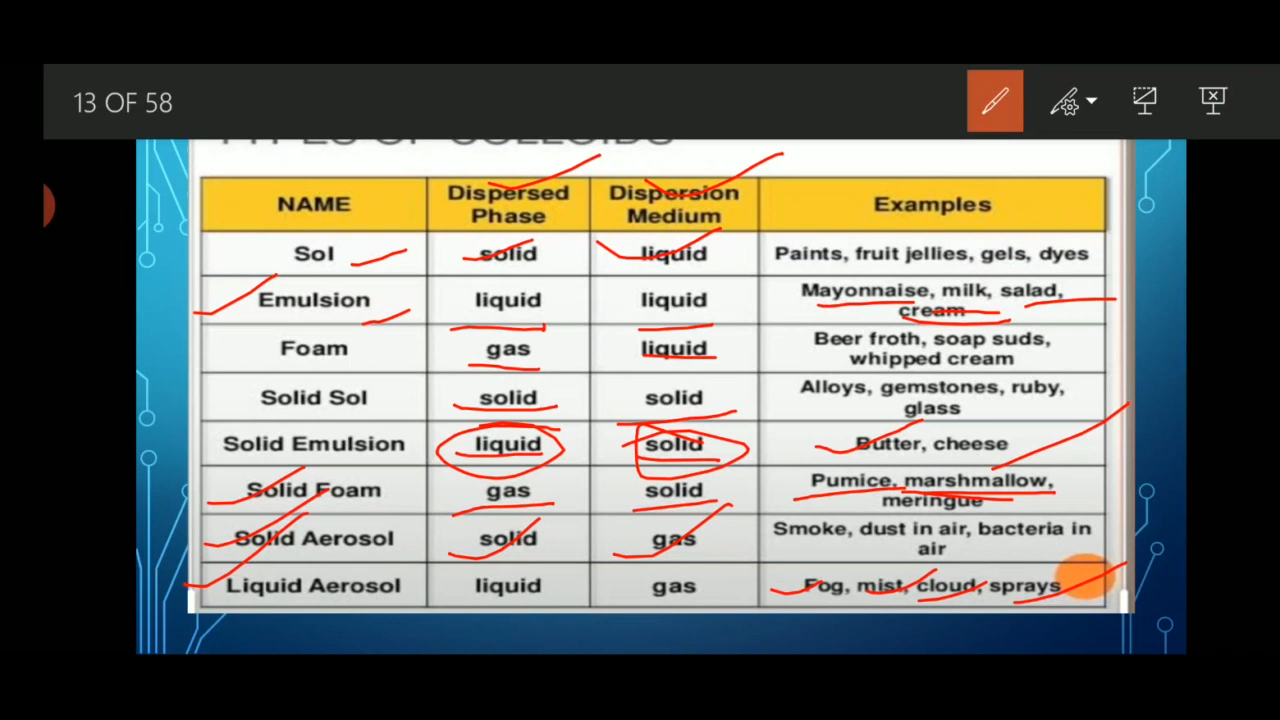 13 OF 58
TYPES OF COLLOIDS
NAME
Dispersed
Phase
Dispersion
Medium
Examples
Sol
solid
liquid
Paints, fruit jellies, gels, dyes
Emulsion
liquid
liquid
Mayonnaise, milk, salad,
cream
Foam
gas
liquid
Beer froth, soap suds,
whipped cream
Solid Sol
solid
solid
Alloys, gemstones, ruby,
glass
Solid Emulsion
liquid
solid
Butter, cheese
Solid Foam
gas
solid
Pumice, marshmallow,
meringue
Solid Aerosol
solid
gas
Smoke, dust in air, bacteria in
air
Liquid Aerosol
liquid
gas
Fog, mist, cloud, sprays